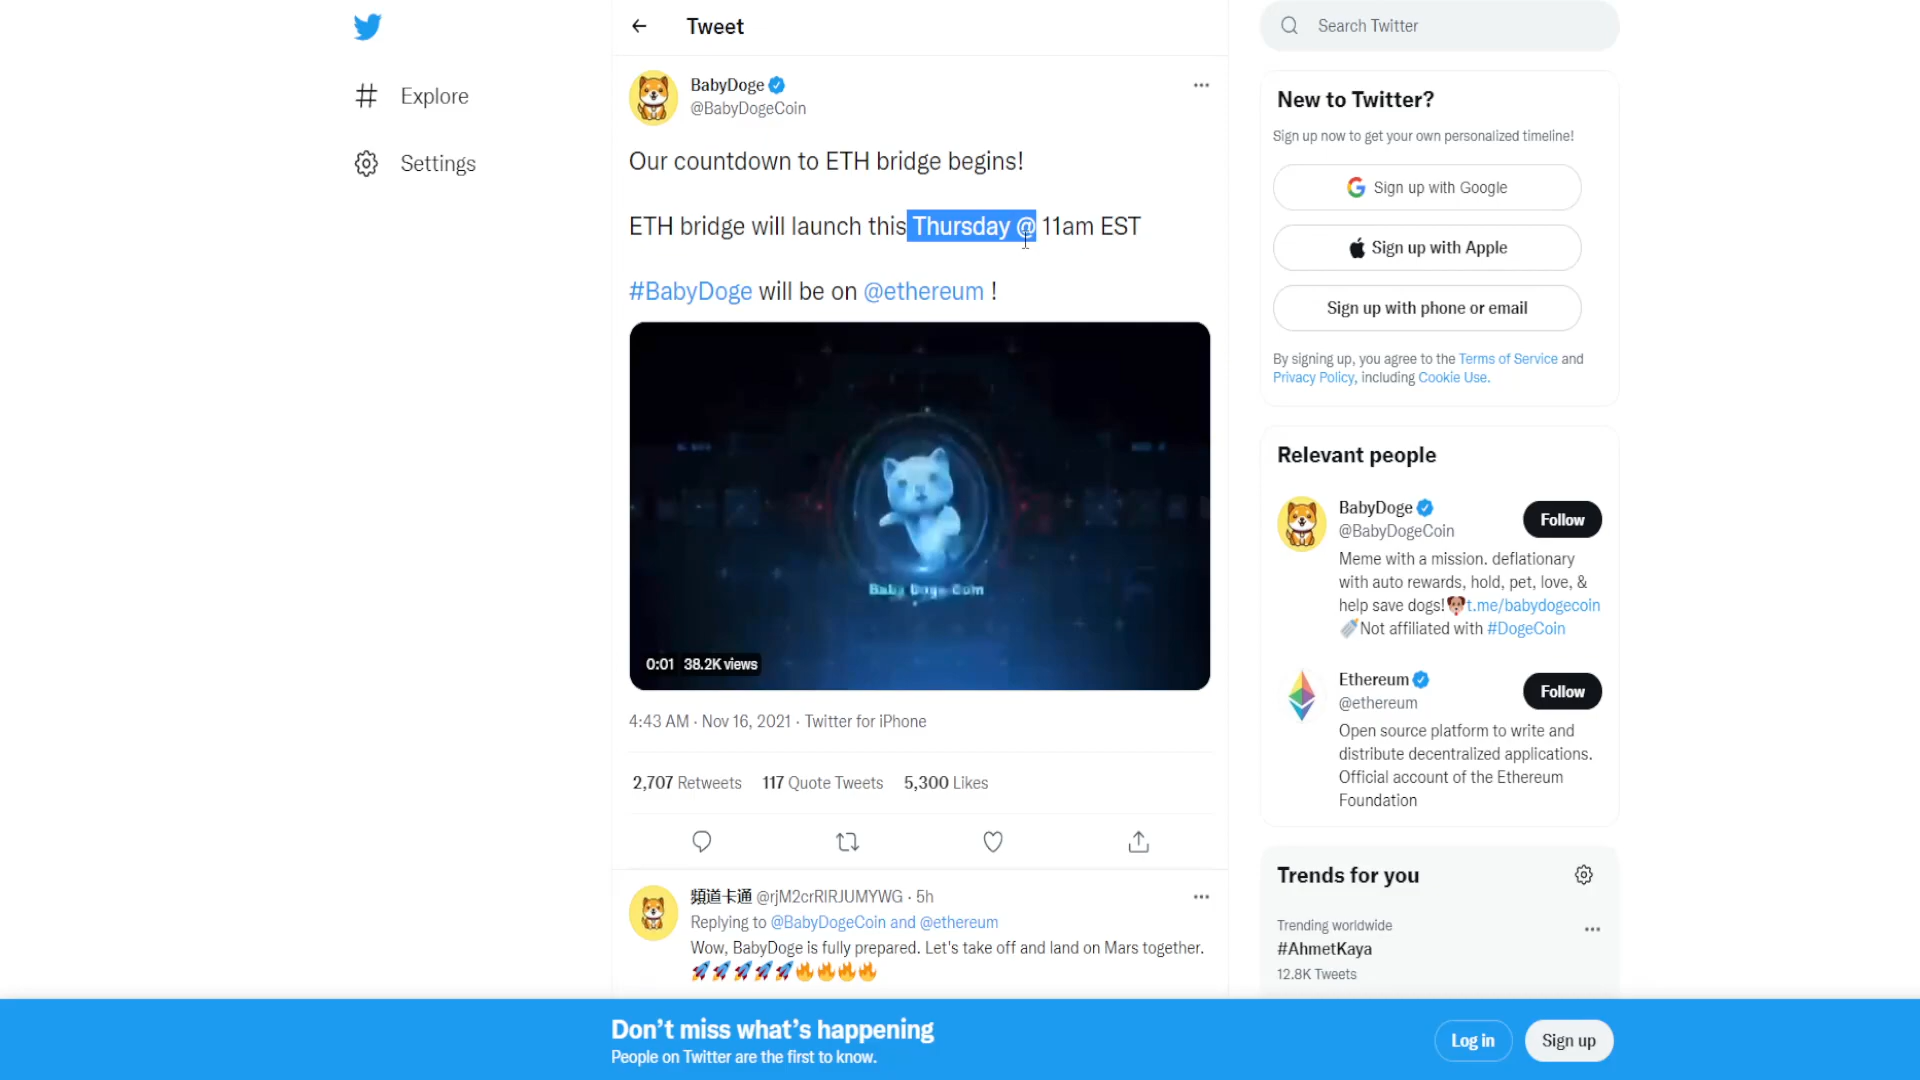 Tweet
Search Twitter
Explore
Settings
BabyDoge
@BabyDogeCoin
Our countdown to ETH bridge begins!
ETH bridge will launch this Thursday @ 11am EST
#BabyDoge will be on @ethereum !
Baby Doge Coin
0:01 38.2K views
4:43 AM · Nov 16, 2021 · Twitter for iPhone
2,707 Retweets 117 Quote Tweets 5,300 Likes
頻道卡通 @rjM2crRlRJUMYWG · 5h
Replying to @BabyDogeCoin and @ethereum
Wow, BabyDoge is fully prepared. Let's take off and land on Mars together.
🚀🚀🚀🚀🚀🔥🔥🔥🔥
New to Twitter?
Sign up now to get your own personalized timeline!
Sign up with Google
Sign up with Apple
Sign up with phone or email
By signing up, you agree to the Terms of Service and
Privacy Policy, including Cookie Use.
Relevant people
BabyDoge
@BabyDogeCoin
Follow
Meme with a mission. deflationary
with auto rewards, hold, pet, love, &
help save dogs!🐶t.me/babydogecoin
🍼Not affiliated with #DogeCoin
Ethereum
@ethereum
Follow
Open source platform to write and
distribute decentralized applications.
Official account of the Ethereum
Foundation
Trends for you
Trending worldwide
#AhmetKaya
12.8K Tweets
Don't miss what's happening
People on Twitter are the first to know.
Log in
Sign up